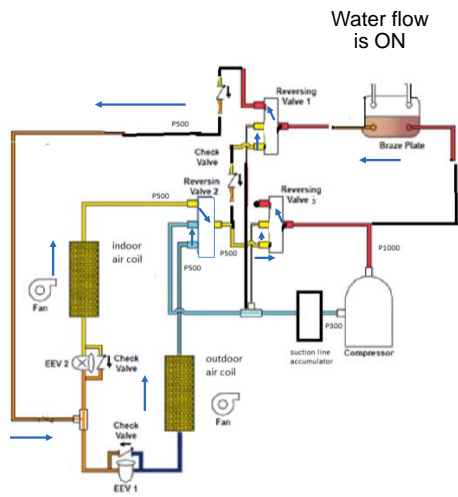 Water flow
is ON
Reversing
Valve 1
P500
Braze Plate
Check
Valve
Reversin
Valve 2
Reversing
Valve 3
P500
P500
P500
P1000
indoor
air coil
Fan
P300
suction line
accumulator
Compressor
EEV 2
Check
Valve
outdoor
air coil
Fan
Check
Valve
EEV 1